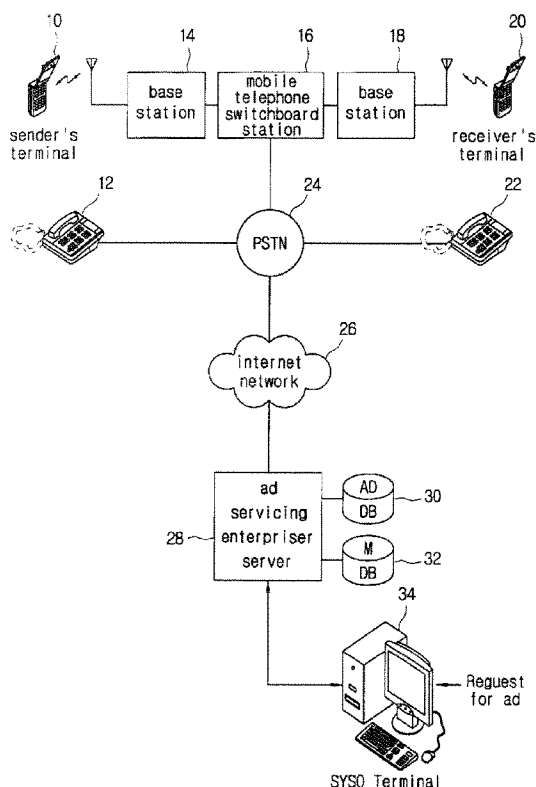 10
14
16
18
20
base
station
mobile
telephone
switchboard
station
base
station
sender's
terminal
receiver's
terminal
12
24
22
PSTN
26
internet
network
ad
servicing
enterpriser
server
28
AD
DB
30
M
DB
32
34
Reguest
for ad
SYSO Terminal